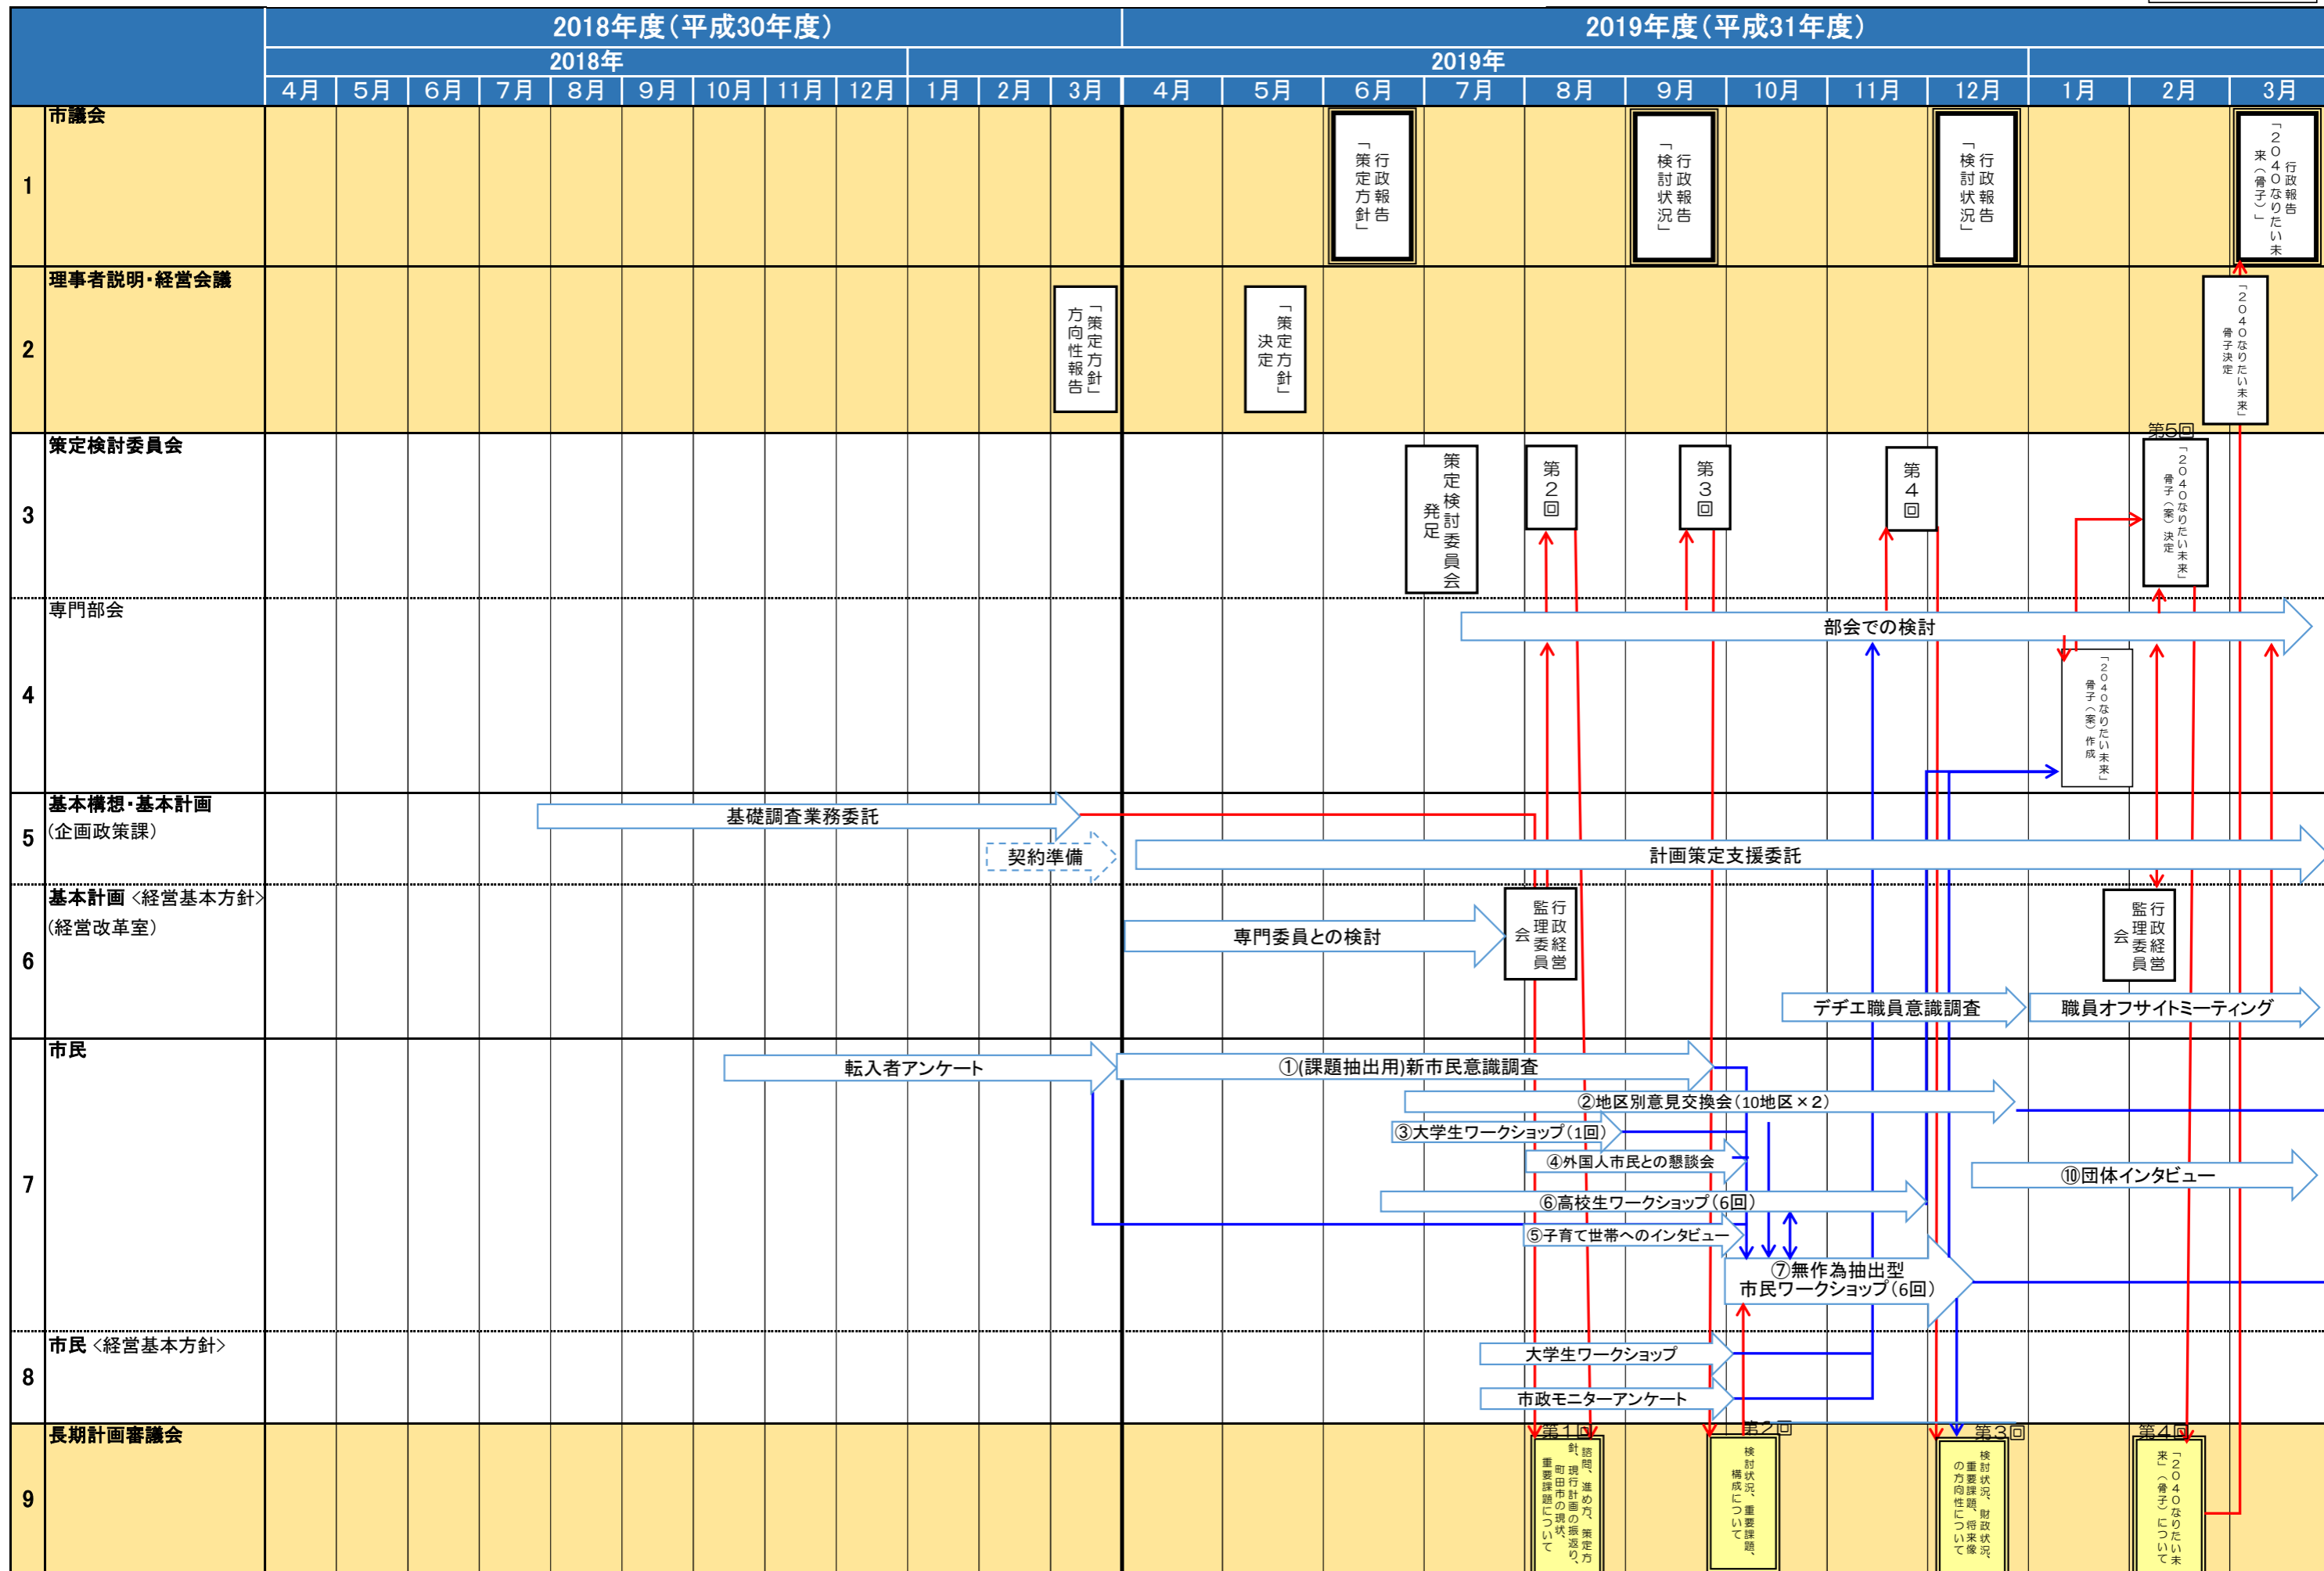 2018年度（平成30年度）
2019年度（平成31年度）
2018年
2019年
4月 5月 6月 7月 8月 9月 10月 11月 12月 1月 2月 3月 4月 5月 6月 7月 8月 9月 10月 11月 12月 1月 2月 3月
1
市議会
行政報告
「策定方針」
行政報告
「検討状況」
行政報告
「検討状況」
行政報告
「2040なりたい未
来（骨子）」
2
理事者説明・経営会議
「策定方針」
方向性報告
「策定方針」
決定
「2040なりたい未来」
骨子決定
3
策定検討委員会
策定検討委員会
発足
第2回
第3回
第4回
第5回
「2040なりたい未来」
骨子（案）決定
4
専門部会
部会での検討
「2040なりたい未来」
骨子（案）作成
5
基本構想・基本計画
(企画政策課)
基礎調査業務委託
契約準備
計画策定支援委託
6
基本計画 <経営基本方針>
(経営改革室)
専門委員との検討
行政経営
監理委員
会
行政経営
監理委員
会
デヂエ職員意識調査
職員オフサイトミーティング
7
市民
転入者アンケート
①(課題抽出用)新市民意識調査
②地区別意見交換会(10地区×2)
③大学生ワークショップ(1回)
④外国人市民との懇談会
⑩団体インタビュー
⑥高校生ワークショップ(6回)
⑤子育て世帯へのインタビュー
⑦無作為抽出型
市民ワークショップ(6回)
8
市民 <経営基本方針>
大学生ワークショップ
市政モニターアンケート
9
長期計画審議会
第1回
諮問、進め方、策定方
針、現行計画の振返り、
町田市の現状、
重要課題について
第2回
検討状況、重要課題、
構成について
第3回
検討状況、財政状況、
重要課題、将来像
の方向性について
第4回
「2040なりたい未
来」（骨子）について